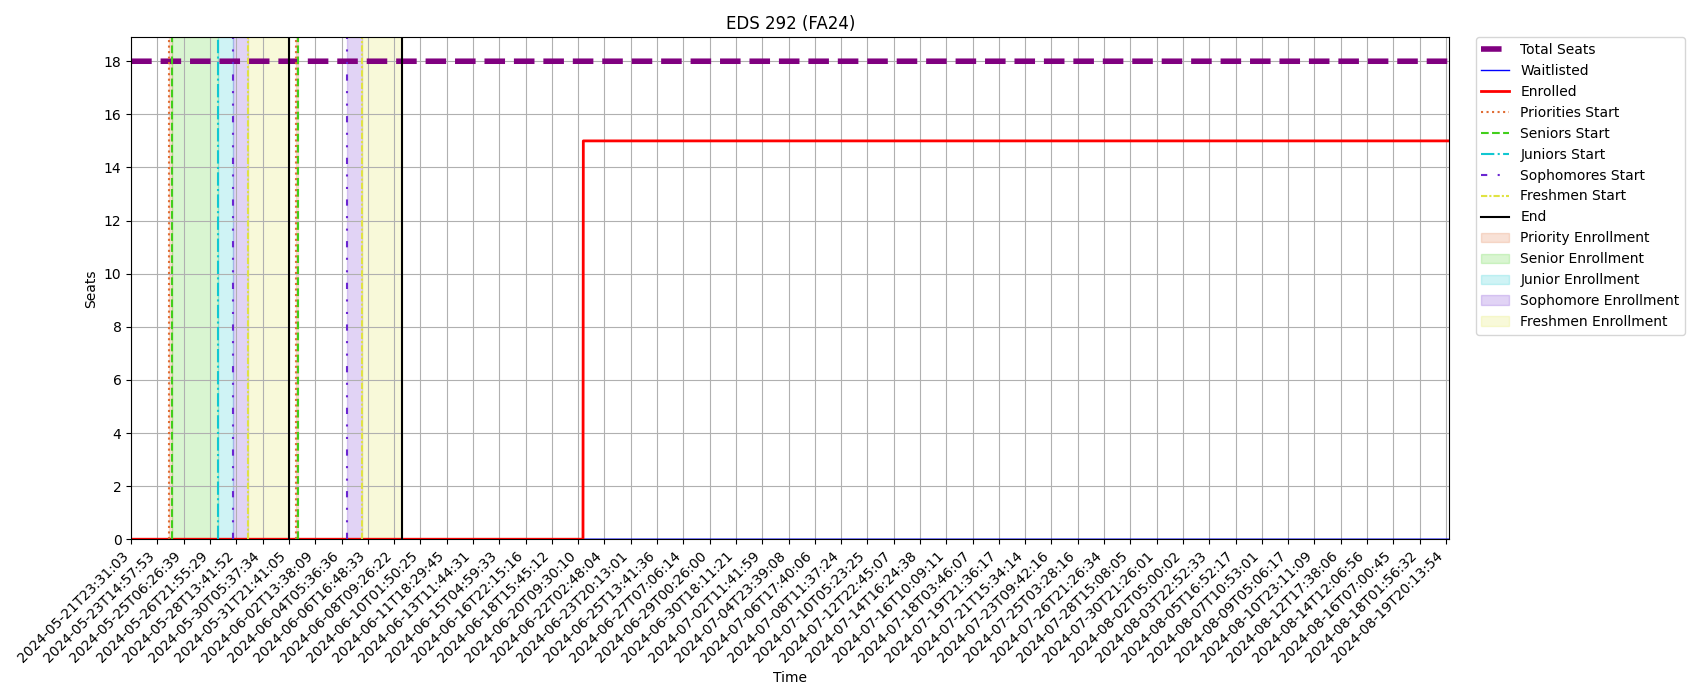 EDS 292 (FA24)
Seats
18
16
14
12
10
8
6
4
2
0
2024-05-21T23:31:03
2024-05-23T14:57:53
2024-05-25T06:26:39
2024-05-26T21:55:29
2024-05-28T13:41:52
2024-05-30T05:37:34
2024-05-31T21:41:05
2024-06-02T13:38:09
2024-06-04T05:36:36
2024-06-06T16:48:33
2024-06-08T09:26:22
2024-06-10T01:50:25
2024-06-11T18:29:45
2024-06-13T11:44:31
2024-06-15T04:59:33
2024-06-16T22:15:16
2024-06-18T15:45:12
2024-06-20T09:30:10
2024-06-22T02:48:04
2024-06-23T20:13:01
2024-06-25T13:41:36
2024-06-27T07:06:14
2024-06-29T00:26:00
2024-06-30T18:11:21
2024-07-02T11:41:59
2024-07-04T23:39:08
2024-07-06T17:40:06
2024-07-08T11:37:24
2024-07-10T05:23:25
2024-07-12T22:45:07
2024-07-14T16:24:38
2024-07-16T10:09:11
2024-07-18T03:46:07
2024-07-19T21:36:17
2024-07-21T15:34:14
2024-07-23T09:42:16
2024-07-25T03:28:16
2024-07-26T21:26:34
2024-07-28T15:08:05
2024-07-30T21:26:01
2024-08-02T05:00:02
2024-08-03T22:52:33
2024-08-05T16:52:17
2024-08-07T10:53:01
2024-08-09T05:06:17
2024-08-10T23:11:09
2024-08-12T17:38:06
2024-08-14T12:06:56
2024-08-16T07:00:45
2024-08-18T01:56:32
2024-08-19T20:13:54
Time
Total Seats
Waitlisted
Enrolled
Priorities Start
Seniors Start
Juniors Start
Sophomores Start
Freshmen Start
End
Priority Enrollment
Senior Enrollment
Junior Enrollment
Sophomore Enrollment
Freshmen Enrollment